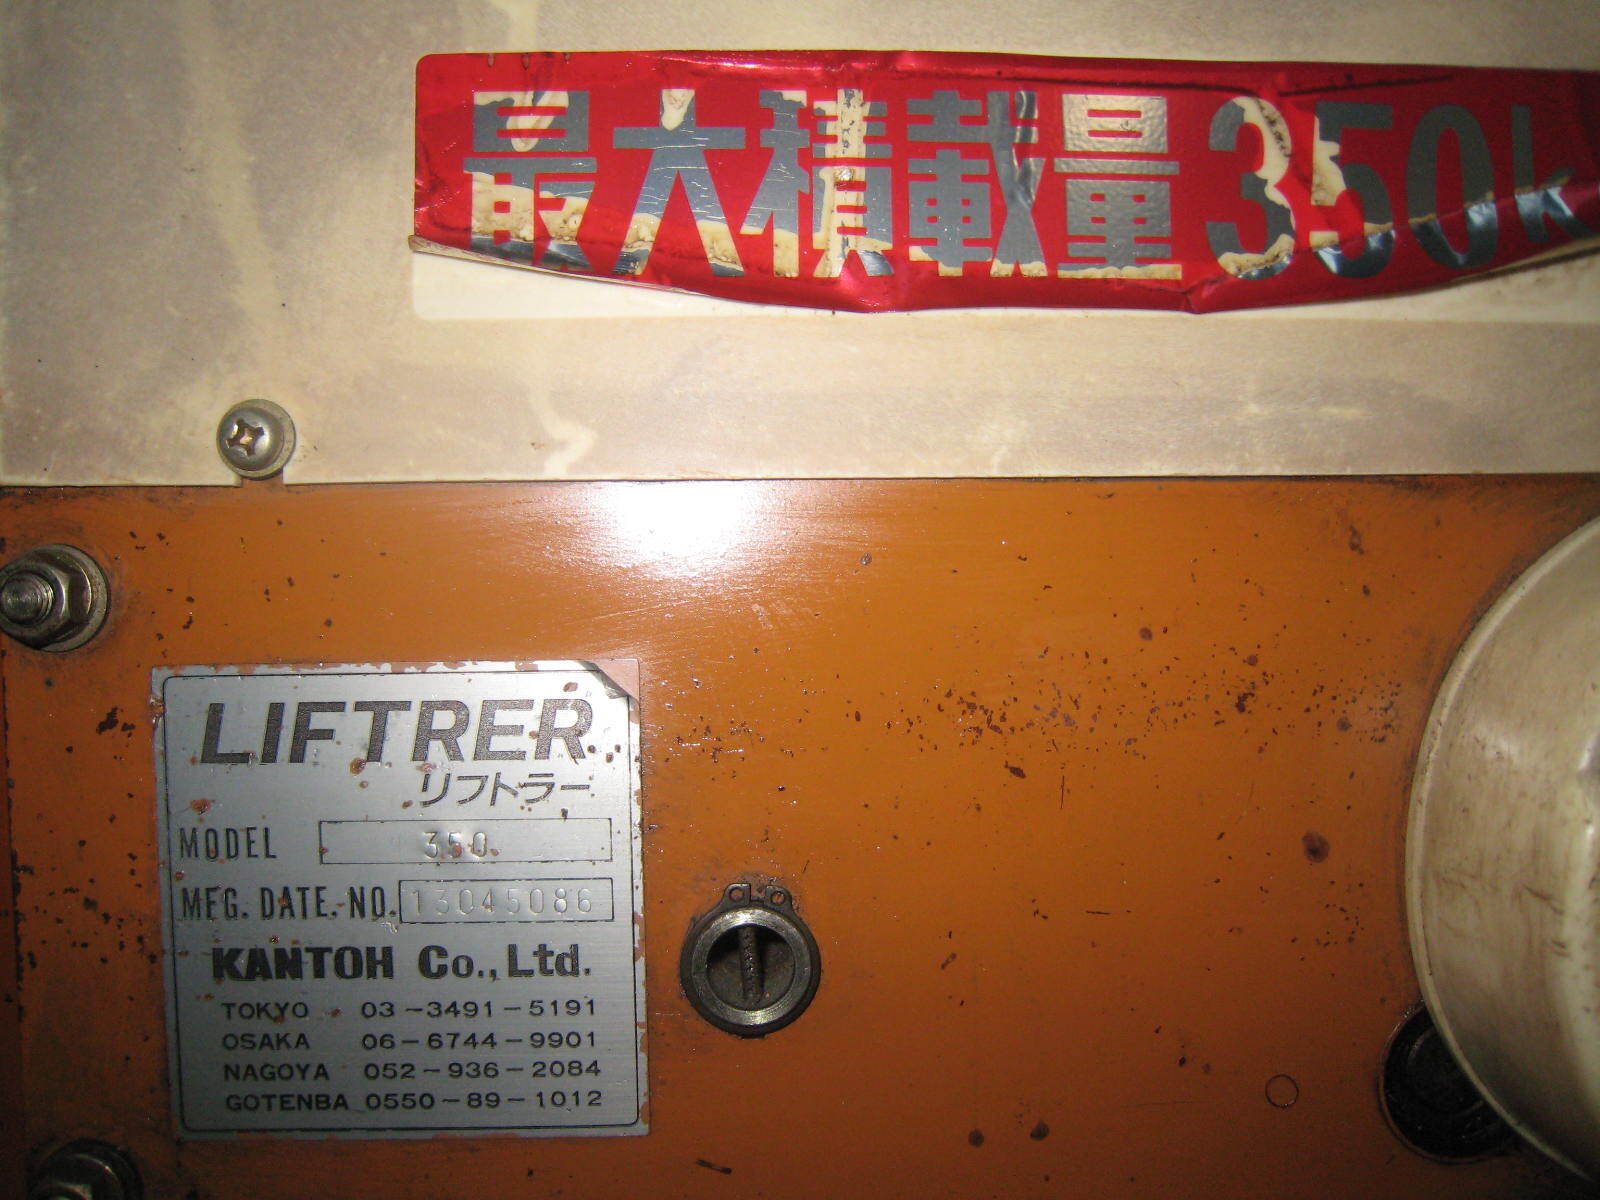 最大積載量350k
LIFTRER
リフトラー
MODEL 350
MFG. DATE.-NO. 13045086
KANTOH Co., Ltd.
TOKYO 03-3491-5191
OSAKA 06-6744-9901
NAGOYA 052-936-2084
GOTENBA 0550-89-1012